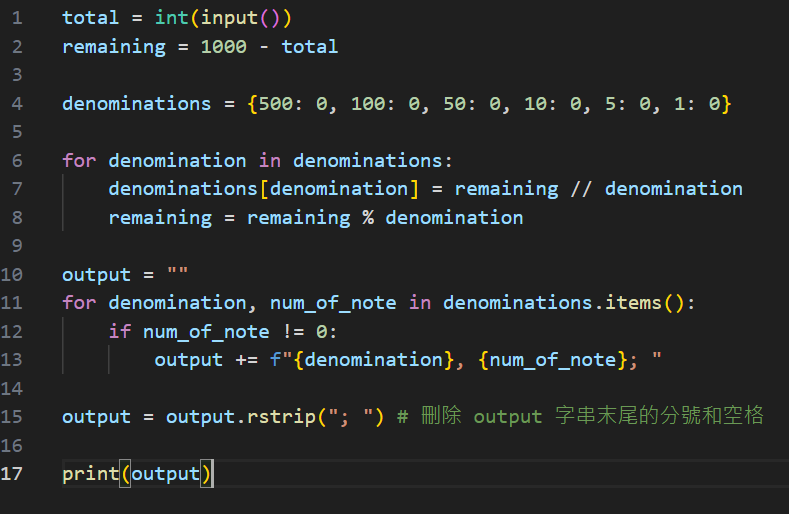 1 total = int(input())
2 remaining = 1000 - total
3
4 denominations = {500: 0, 100: 0, 50: 0, 10: 0, 5: 0, 1: 0}
5
6 for denomination in denominations:
7     denominations[denomination] = remaining // denomination
8     remaining = remaining % denomination
9
10 output = ""
11 for denomination, num_of_note in denominations.items():
12     if num_of_note != 0:
13         output += f"{denomination}, {num_of_note}; "
14
15 output = output.rstrip("; ") # 刪除 output 字串末尾的分號和空格
16
17 print(output)